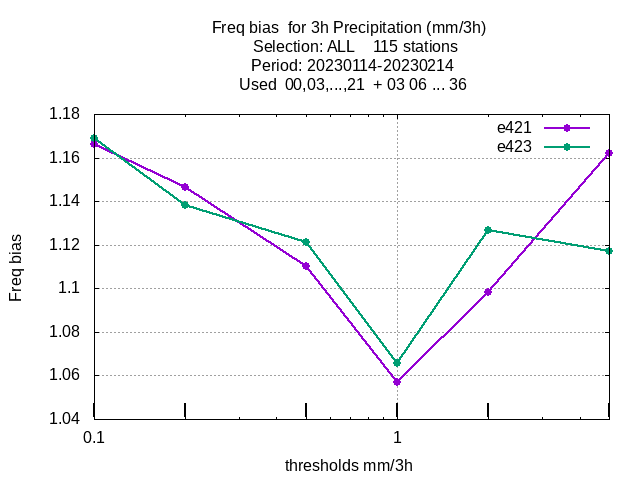 Freq bias  for 3h Precipitation (mm/3h)
Selection: ALL    115 stations
Period: 20230114-20230214
Used  00,03,...,21  + 03 06 ... 36
e421
e423
1.18
1.16
1.14
1.12
1.1
1.08
1.06
1.04
Freq bias
0.1
1
thresholds mm/3h